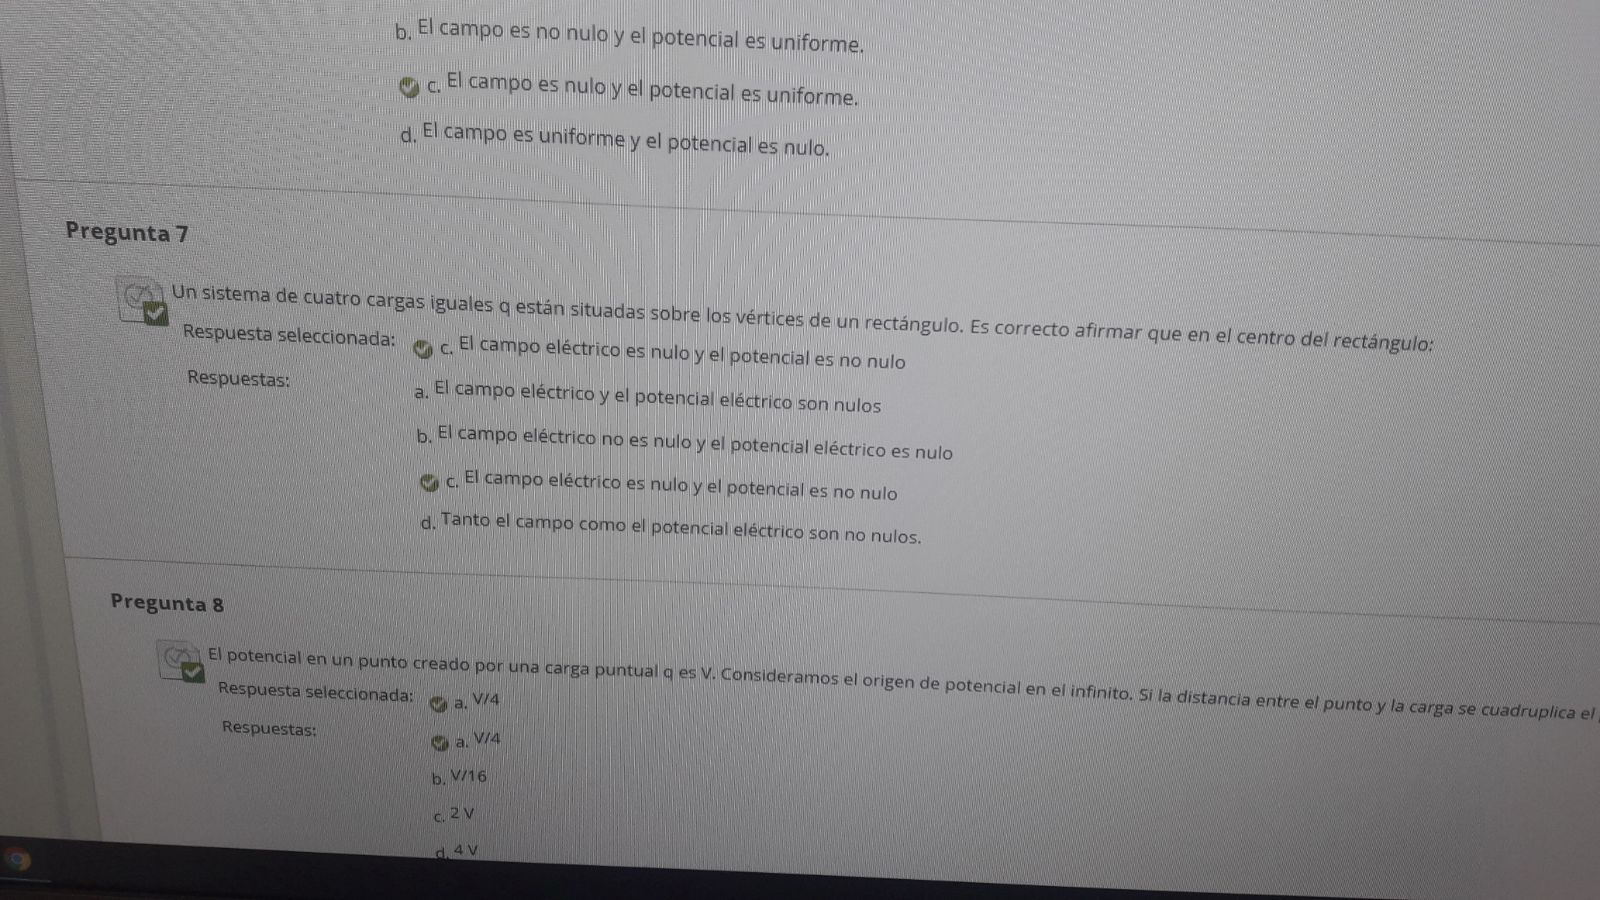 b. El campo es no nulo y el potencial es uniforme.
c. El campo es nulo y el potencial es uniforme.
d. El campo es uniforme y el potencial es nulo.
Pregunta 7
Un sistema de cuatro cargas iguales q están situadas sobre los vértices de un rectángulo. Es correcto afirmar que en el centro del rectángulo:
Respuesta seleccionada: c. El campo eléctrico es nulo y el potencial es no nulo
Respuestas: a. El campo eléctrico y el potencial eléctrico son nulos
b. El campo eléctrico no es nulo y el potencial eléctrico es nulo
c. El campo eléctrico es nulo y el potencial es no nulo
d. Tanto el campo como el potencial eléctrico son no nulos.
Pregunta 8
El potencial en un punto creado por una carga puntual q es V. Consideramos el origen de potencial en el infinito. Si la distancia entre el punto y la carga se cuadruplica el
Respuesta seleccionada: a. V/4
Respuestas: a. V/4
b. V/16
c. 2 V
d. 4 V